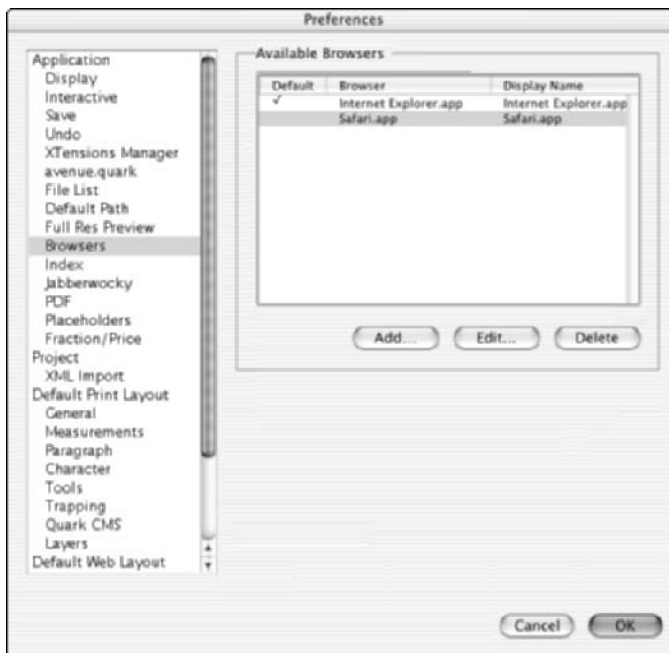 Preferences
Application
Display
Interactive
Save
Undo
XTensions Manager
avenue.quark
File List
Default Path
Full Res Preview
Browsers
Index
Jabberwocky
PDF
Placeholders
Fraction/Price
Project
XML Import
Default Print Layout
General
Measurements
Paragraph
Character
Tools
Trapping
Quark CMS
Layers
Default Web Layout
Available Browsers
Default Browser Display Name
✓ Internet Explorer.app Internet Explorer.app
Safari.app Safari.app
Add... Edit... Delete
Cancel OK